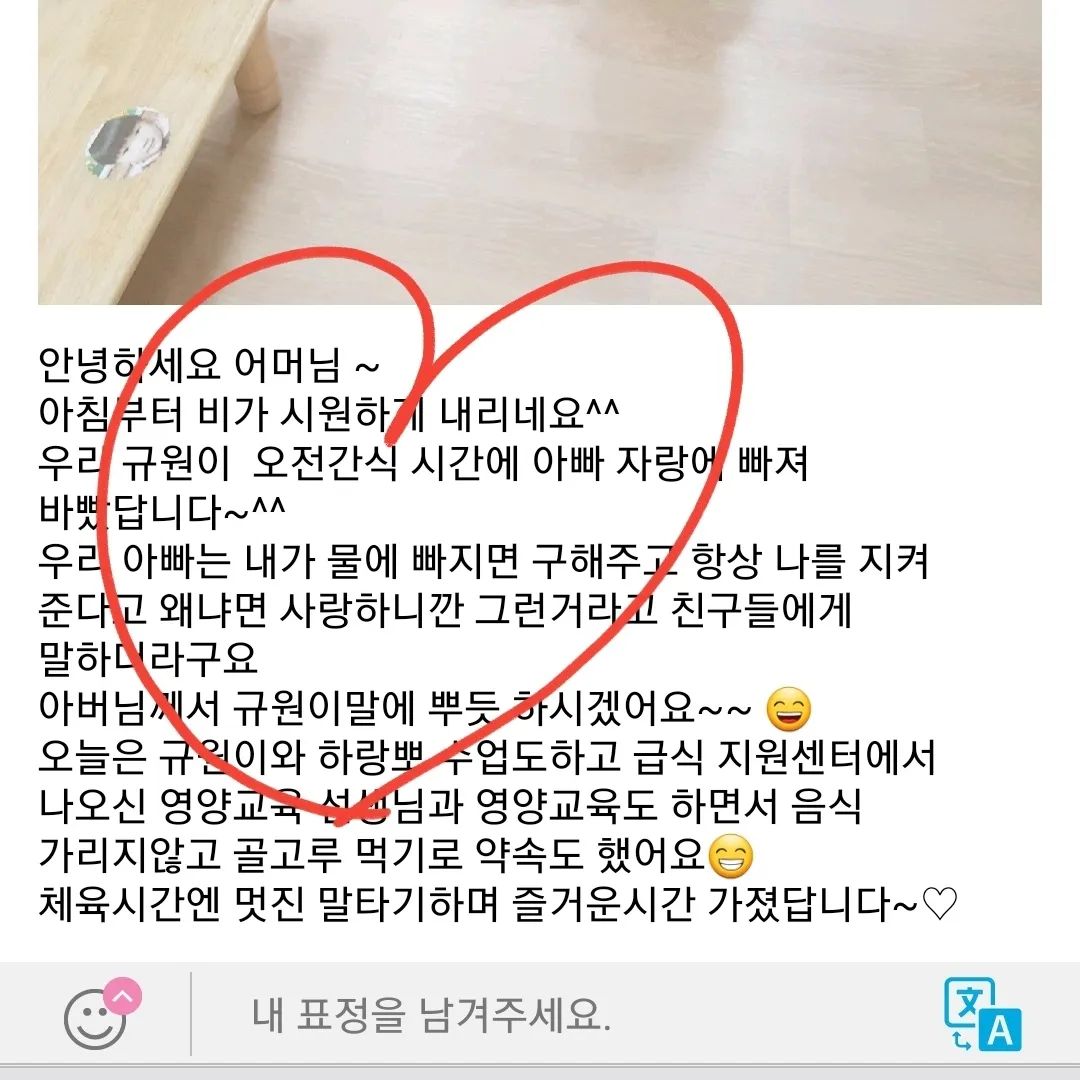 안녕하세요 어머님 ~
아침부터 비가 시원하게 내리네요^^
우리 규원이 오전간식 시간에 아빠 자랑에 빠져
바빴답니다~^^
우리 아빠는 내가 물에 빠지면 구해주고 항상 나를 지켜
준다고 왜냐면 사랑하니깐 그런거라고 친구들에게
말하더라구요
아버님께서 규원이말에 뿌듯 하시겠어요~~ 😄
오늘은 규원이와 하랑뽀 수업도하고 급식 지원센터에서
나오신 영양교육 선생님과 영양교육도 하면서 음식
가리지않고 골고루 먹기로 약속도 했어요😁
체육시간엔 멋진 말타기하며 즐거운시간 가졌답니다~♡
내 표정을 남겨주세요.
文 A